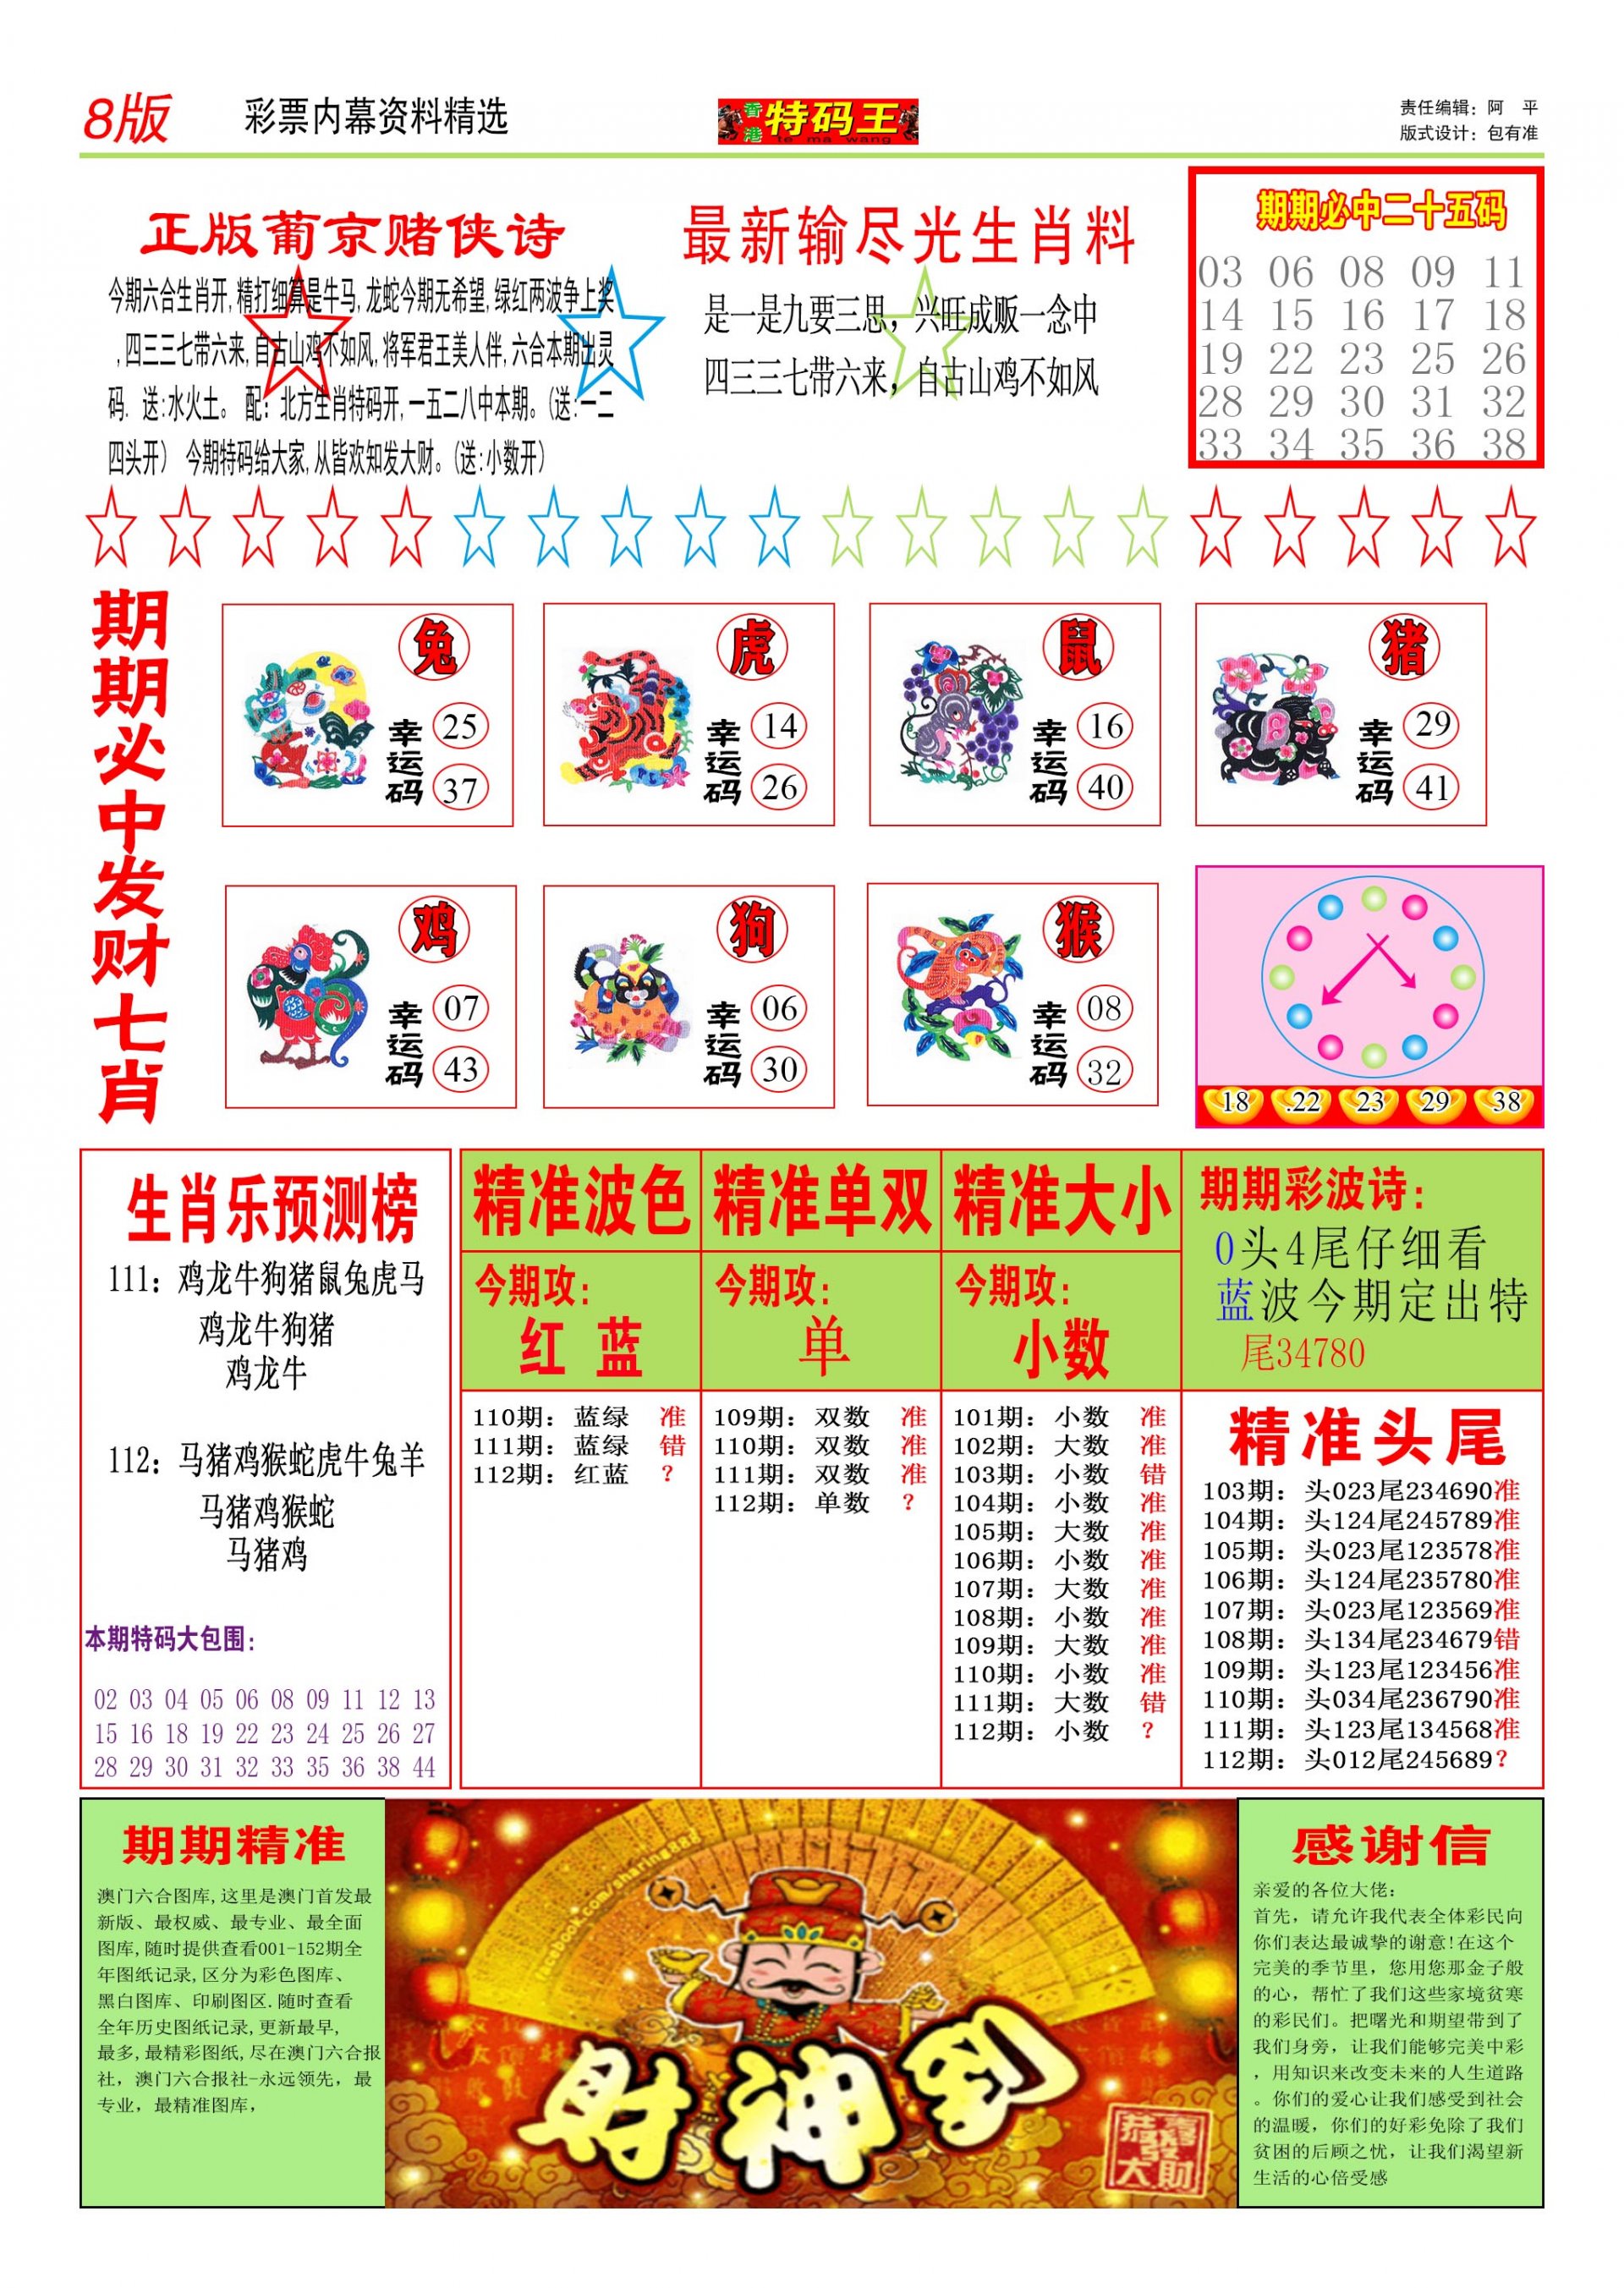 8版
彩票内幕资料精选
香港
特码王
te ma wang
责任编辑：阿　平
版式设计：包有准
正版葡京赌侠诗
今期六合生肖开,精打细算是牛马,龙蛇今期无希望,绿红两波争上奖
,四三三七带六来,自古山鸡不如风,将军君王美人伴,六合本期出灵
码. 送:水火土。 配：北方生肖特码开,一五二八中本期。(送:一二
四头开） 今期特码给大家,从皆欢知发大财。(送:小数开）
最新输尽光生肖料
是一是九要三思，兴旺成贩一念中
四三三七带六来，自古山鸡不如风
期期必中二十五码
03 06 08 09 11
14 15 16 17 18
19 22 23 25 26
28 29 30 31 32
33 34 35 36 38
期期必中发财七肖
兔
幸运码
25
37
虎
幸运码
14
26
鼠
幸运码
16
40
猪
幸运码
29
41
鸡
幸运码
07
43
狗
幸运码
06
30
猴
幸运码
08
32
18 .22 23 29 38
生肖乐预测榜
111：鸡龙牛狗猪鼠兔虎马
鸡龙牛狗猪
鸡龙牛
112：马猪鸡猴蛇虎牛兔羊
马猪鸡猴蛇
马猪鸡
本期特码大包围：
02 03 04 05 06 08 09 11 12 13
15 16 18 19 22 23 24 25 26 27
28 29 30 31 32 33 35 36 38 44
精准波色
今期攻：
红 蓝
110期：蓝绿 准
111期：蓝绿 错
112期：红蓝 ？
精准单双
今期攻：
单
109期：双数 准
110期：双数 准
111期：双数 准
112期：单数 ？
精准大小
今期攻：
小数
101期：小数 准
102期：大数 准
103期：小数 错
104期：小数 准
105期：大数 准
106期：小数 准
107期：大数 准
108期：小数 准
109期：大数 准
110期：小数 准
111期：大数 错
112期：小数 ？
期期彩波诗：
0头4尾仔细看
蓝波今期定出特
尾34780
精准头尾
103期：头023尾234690准
104期：头124尾245789准
105期：头023尾123578准
106期：头124尾235780准
107期：头023尾123569准
108期：头134尾234679错
109期：头123尾123456准
110期：头034尾236790准
111期：头123尾134568准
112期：头012尾245689？
期期精准
澳门六合图库,这里是澳门首发最
新版、最权威、最专业、最全面
图库,随时提供查看001-152期全
年图纸记录,区分为彩色图库、
黑白图库、印刷图区.随时查看
全年历史图纸记录,更新最早,
最多,最精彩图纸,尽在澳门六合报
社，澳门六合报社-永远领先，最
专业，最精准图库，
facebook.com/sharing888
财神到
恭喜發大財
感谢信
亲爱的各位大佬：
首先，请允许我代表全体彩民向
你们表达最诚挚的谢意!在这个
完美的季节里，您用您那金子般
的心，帮忙了我们这些家境贫寒
的彩民们。把曙光和期望带到了
我们身旁，让我们能够完美中彩
，用知识来改变未来的人生道路
。你们的爱心让我们感受到社会
的温暖，你们的好彩免除了我们
贫困的后顾之忧，让我们渴望新
生活的心倍受感